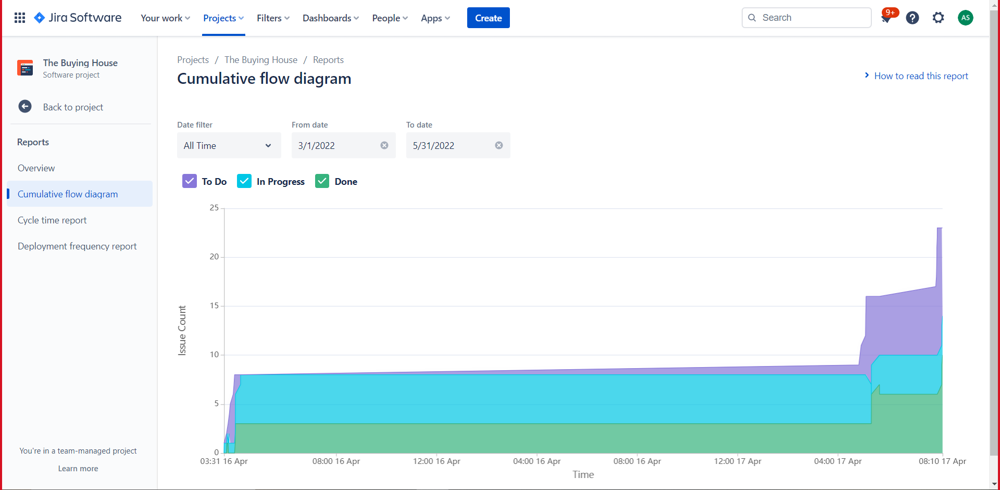 Jira Software Your work Projects Filters Dashboards People Apps Create Search 9+ ? AS
The Buying House
Software project
Back to project
Reports
Overview
Cumulative flow diagram
Cycle time report
Deployment frequency report
You're in a team-managed project
Learn more
Projects / The Buying House / Reports
Cumulative flow diagram
How to read this report
Date filter From date To date
All Time 3/1/2022 5/31/2022
To Do In Progress Done
25
20
15
10
5
0
Issue Count
03:31 16 Apr 08:00 16 Apr 12:00 16 Apr 04:00 16 Apr 08:00 16 Apr 12:00 17 Apr 04:00 17 Apr 08:10 17 Apr
Time